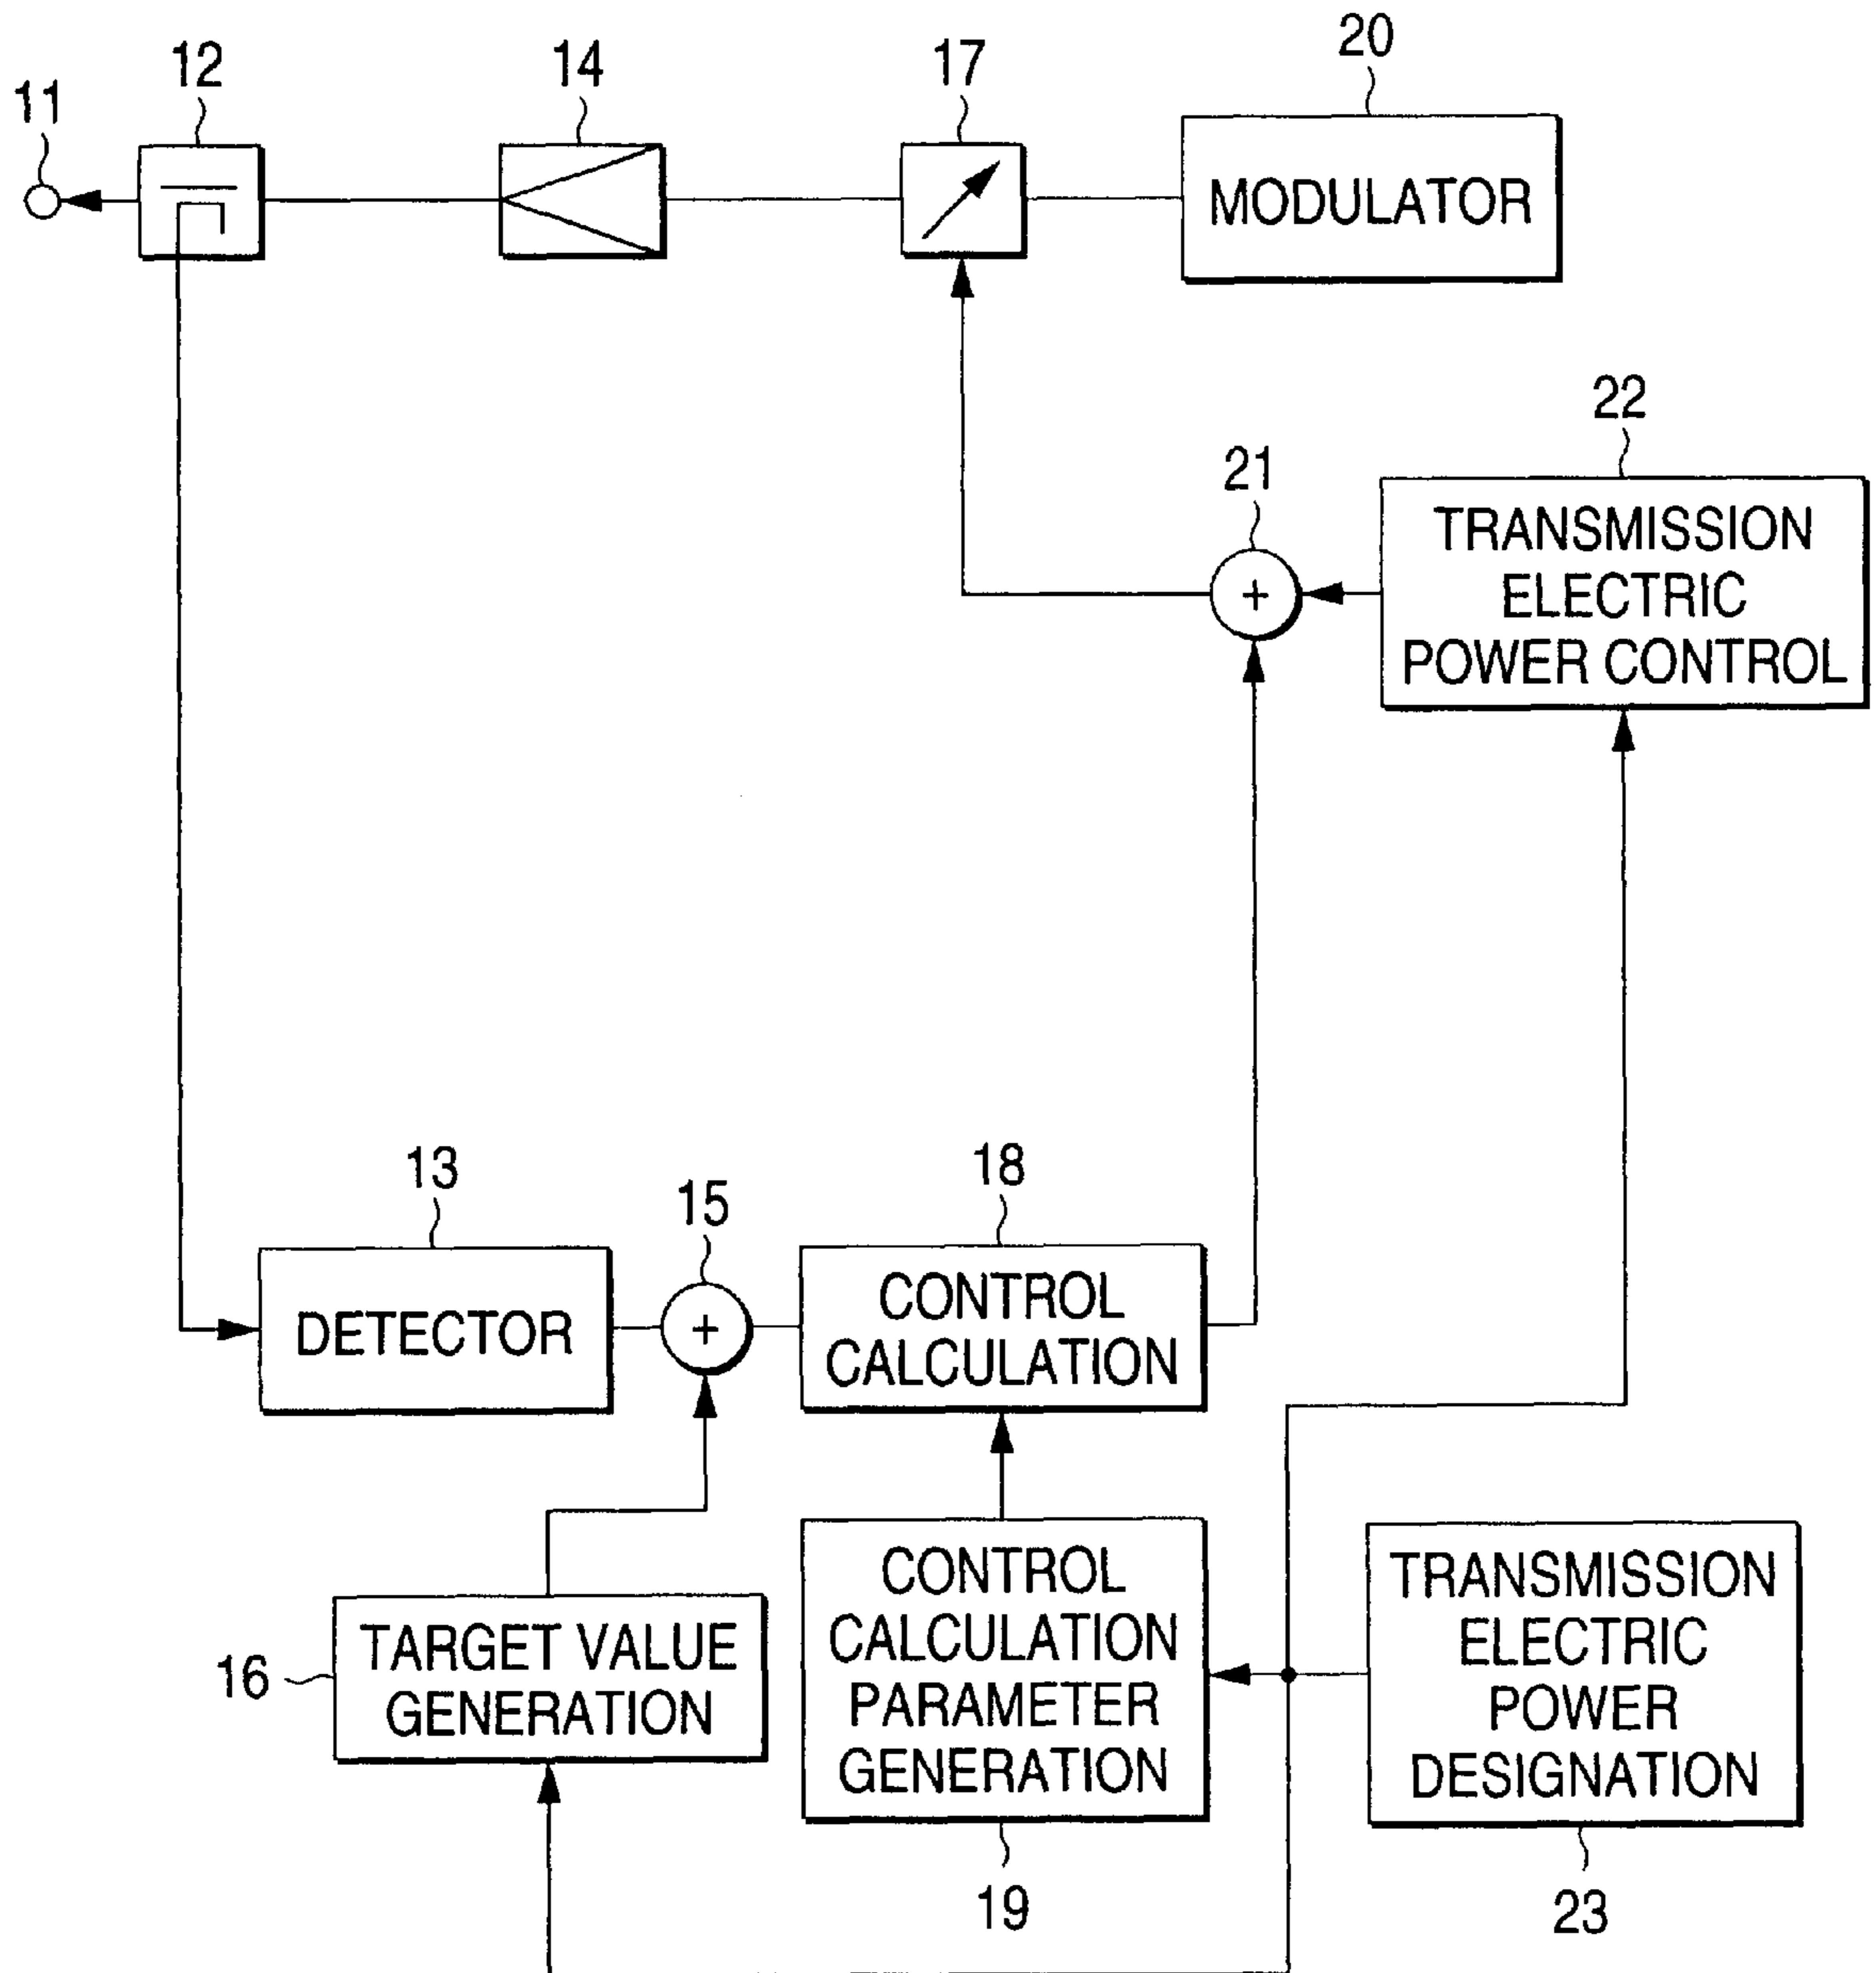 20
12
14
17
11
MODULATOR
22
21
TRANSMISSION
ELECTRIC
POWER CONTROL
+
13
18
15
CONTROL
CALCULATION
DETECTOR
+
CONTROL
CALCULATION
PARAMETER
GENERATION
TRANSMISSION
ELECTRIC
POWER
DESIGNATION
TARGET VALUE
GENERATION
16
19
23